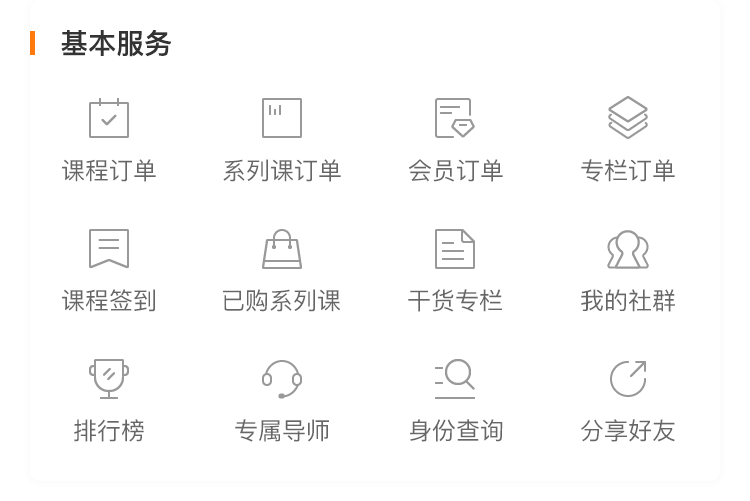 基本服务
课程订单 系列课订单 会员订单 专栏订单
课程签到 已购系列课 干货专栏 我的社群
排行榜 专属导师 身份查询 分享好友